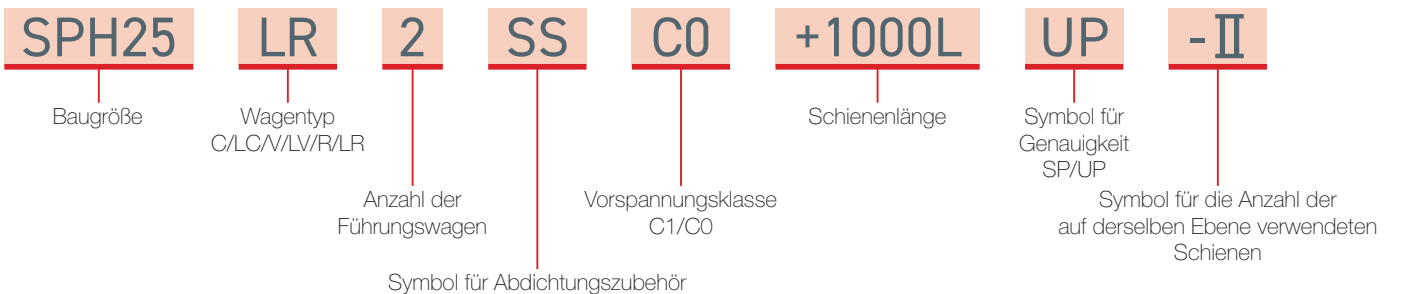 SPH25 LR 2 SS C0 +1000L UP -Ⅱ
Baugröße
Wagentyp
C/LC/V/LV/R/LR
Anzahl der
Führungswagen
Symbol für Abdichtungszubehör
Vorspannungsklasse
C1/C0
Schienenlänge
Symbol für
Genauigkeit
SP/UP
Symbol für die Anzahl der
auf derselben Ebene verwendeten
Schienen